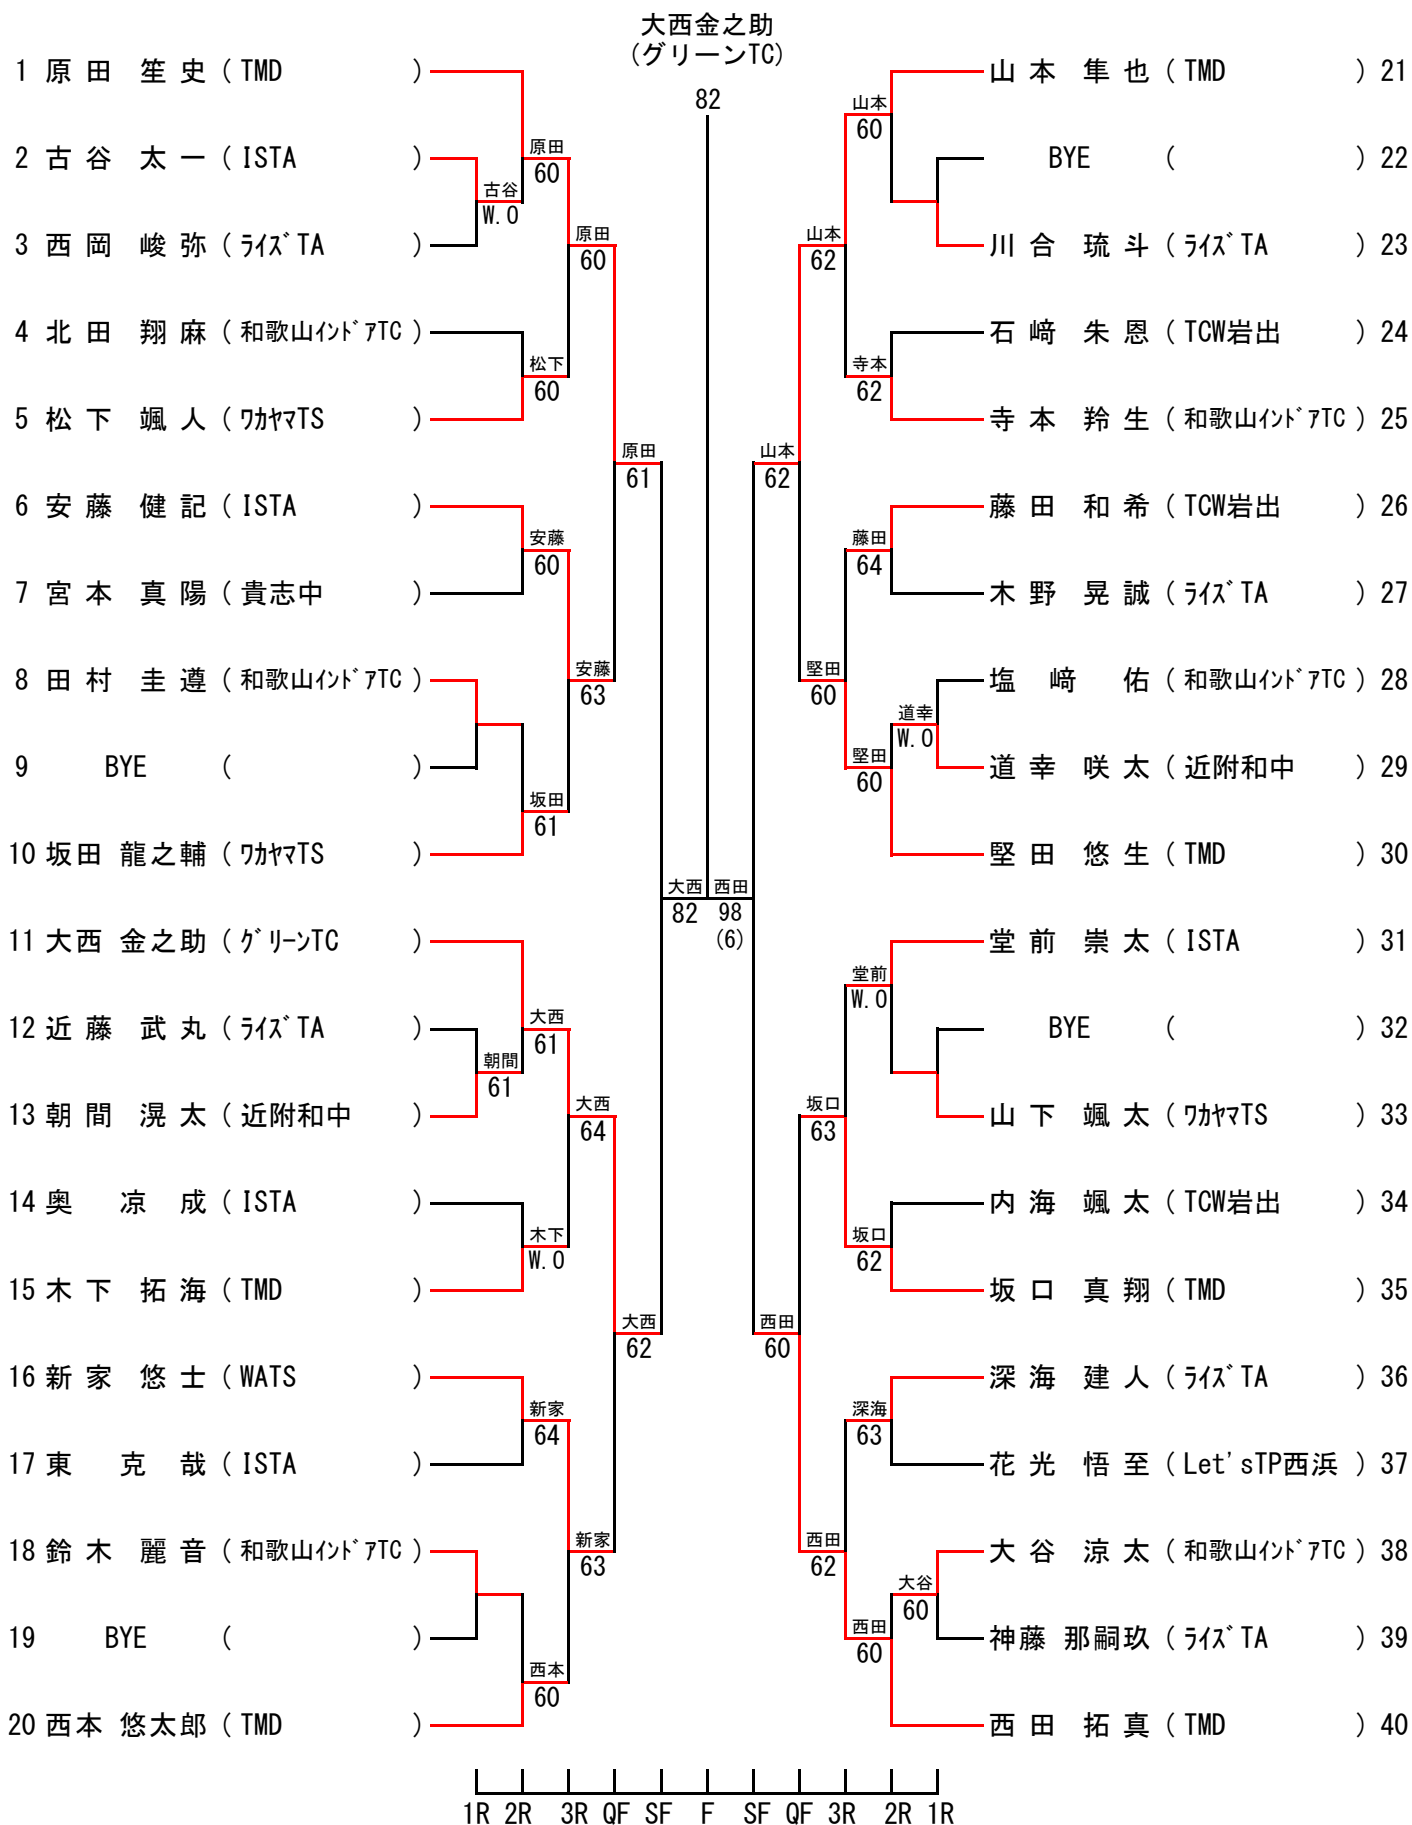 大西金之助
(グリーンTC)
82
1 原田 笙史 ( TMD )
2 古谷 太一 ( ISTA )
3 西岡 峻弥 ( ﾗｲｽﾞTA )
4 北田 翔麻 ( 和歌山ｲﾝﾄﾞｱTC )
5 松下 颯人 ( ﾜｶﾔﾏTS )
6 安藤 健記 ( ISTA )
7 宮本 真陽 ( 貴志中 )
8 田村 圭遵 ( 和歌山ｲﾝﾄﾞｱTC )
9 BYE ( )
10 坂田 龍之輔 ( ﾜｶﾔﾏTS )
11 大西 金之助 ( ｸﾞﾘｰﾝTC )
12 近藤 武丸 ( ﾗｲｽﾞTA )
13 朝間 滉太 ( 近附和中 )
14 奥 凉成 ( ISTA )
15 木下 拓海 ( TMD )
16 新家 悠士 ( WATS )
17 東 克哉 ( ISTA )
18 鈴木 麗音 ( 和歌山ｲﾝﾄﾞｱTC )
19 BYE ( )
20 西本 悠太郎 ( TMD )
古谷
W.O
朝間
61
原田
60
松下
60
安藤
60
坂田
61
大西
61
木下
W.O
新家
64
西本
60
原田
60
安藤
63
大西
64
新家
63
原田
61
大西
62
大西
82
西田
98
(6)
山本
62
西田
60
山本
62
堅田
60
坂口
63
西田
62
山本
60
寺本
62
藤田
64
堅田
60
堂前
W.O
坂口
62
深海
63
西田
60
道幸
W.O
大谷
60
山本 隼也 ( TMD ) 21
BYE ( ) 22
川合 琉斗 ( ﾗｲｽﾞTA ) 23
石﨑 朱恩 ( TCW岩出 ) 24
寺本 羚生 ( 和歌山ｲﾝﾄﾞｱTC ) 25
藤田 和希 ( TCW岩出 ) 26
木野 晃誠 ( ﾗｲｽﾞTA ) 27
塩﨑 佑 ( 和歌山ｲﾝﾄﾞｱTC ) 28
道幸 咲太 ( 近附和中 ) 29
堅田 悠生 ( TMD ) 30
堂前 崇太 ( ISTA ) 31
BYE ( ) 32
山下 颯太 ( ﾜｶﾔﾏTS ) 33
内海 颯太 ( TCW岩出 ) 34
坂口 真翔 ( TMD ) 35
深海 建人 ( ﾗｲｽﾞTA ) 36
花光 悟至 ( Let'sTP西浜 ) 37
大谷 涼太 ( 和歌山ｲﾝﾄﾞｱTC ) 38
神藤 那嗣玖 ( ﾗｲｽﾞTA ) 39
西田 拓真 ( TMD ) 40
1R 2R 3R QF SF F SF QF 3R 2R 1R